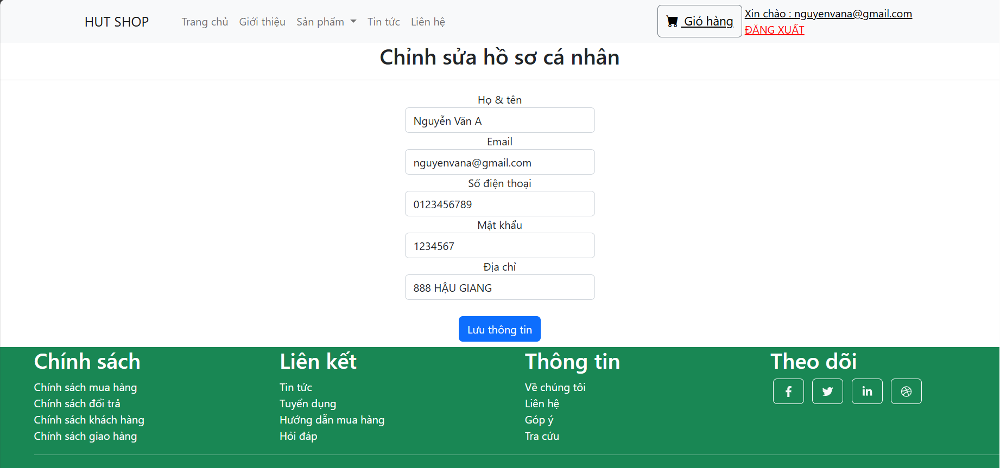 HUT SHOP Trang chủ Giới thiệu Sản phẩm Tin tức Liên hệ Giỏ hàng Xin chào : nguyenvana@gmail.com
ĐĂNG XUẤT
Chỉnh sửa hồ sơ cá nhân
Họ & tên
Nguyễn Văn A
Email
nguyenvana@gmail.com
Số điện thoại
0123456789
Mật khẩu
1234567
Địa chỉ
888 HẬU GIANG
Lưu thông tin
Chính sách
Chính sách mua hàng
Chính sách đổi trả
Chính sách khách hàng
Chính sách giao hàng
Liên kết
Tin tức
Tuyển dụng
Hướng dẫn mua hàng
Hỏi đáp
Thông tin
Về chúng tôi
Liên hệ
Góp ý
Tra cứu
Theo dõi